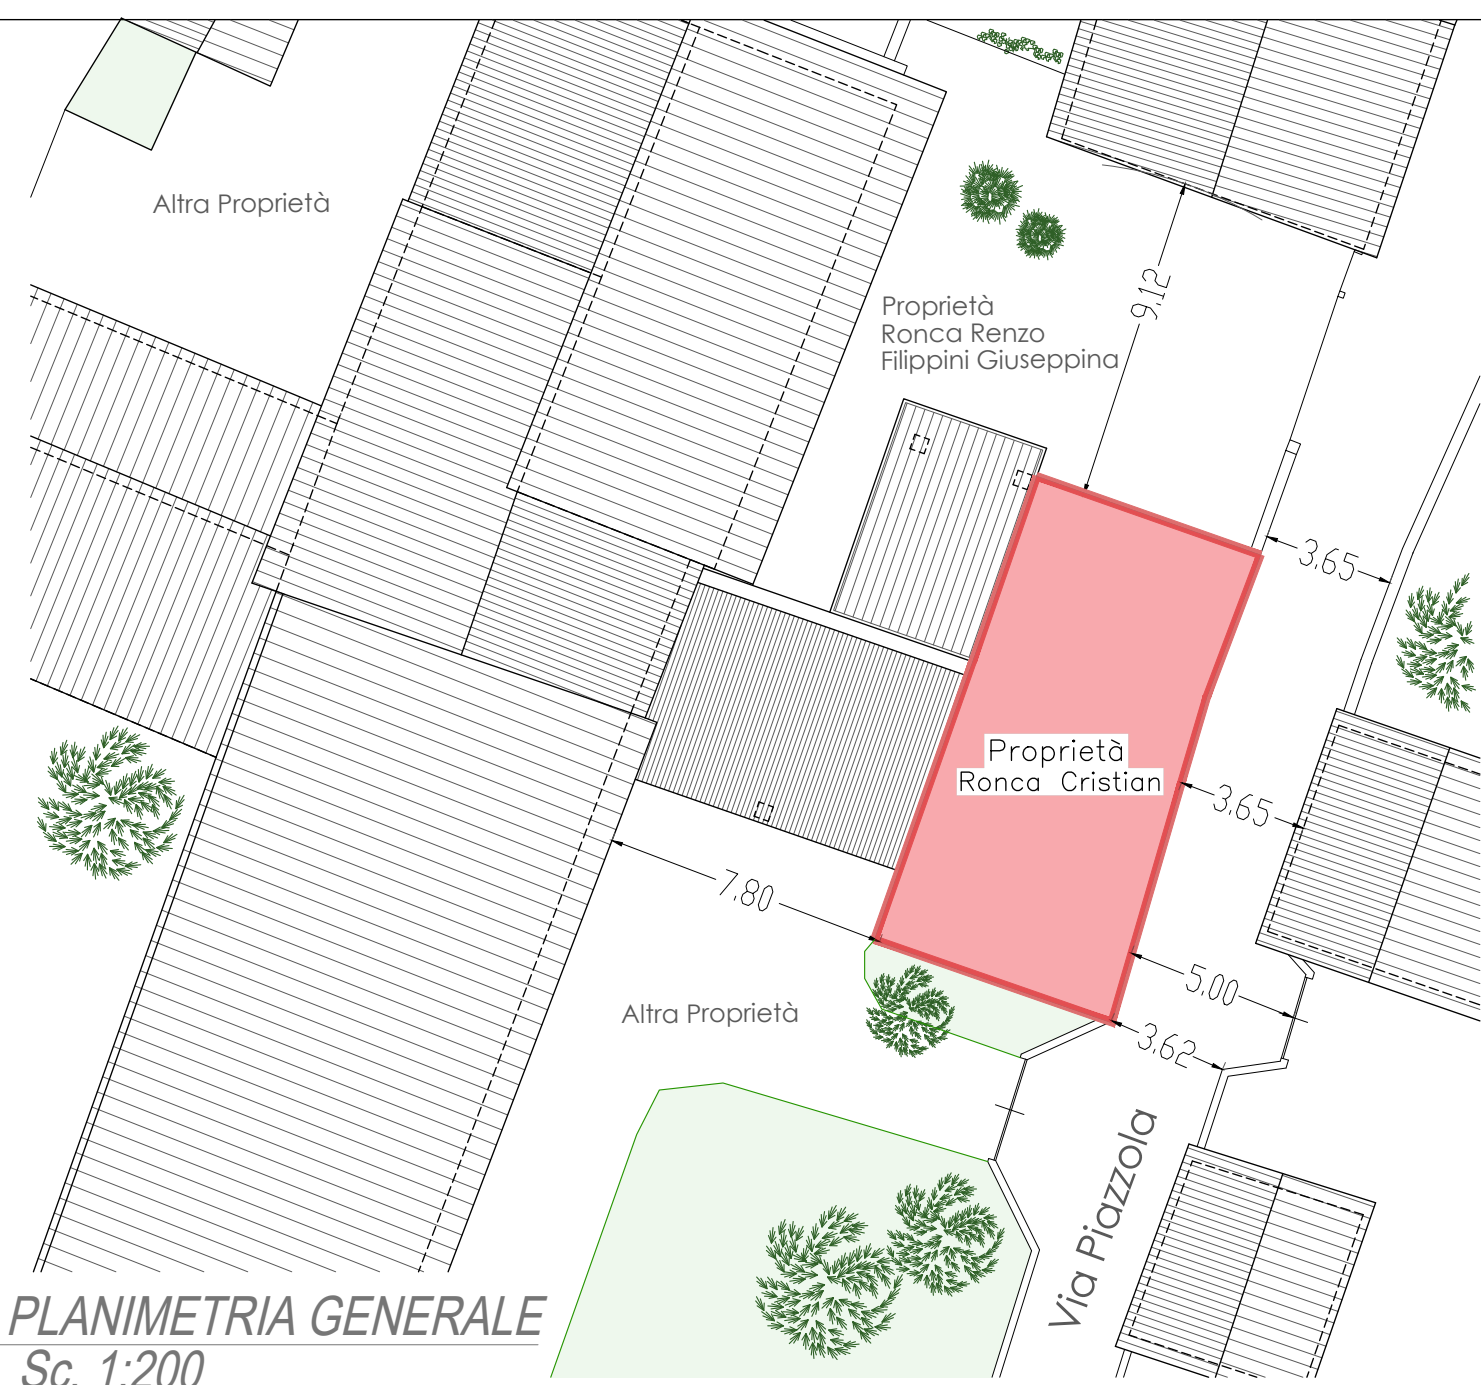 Altra Proprietà
9.12
Proprietà
Ronca Renzo
Filippini Giuseppina
3.65
Proprietà
Ronca Cristian
3.65
7.80
5.00
Altra Proprietà
3.62
Via Piazzola
PLANIMETRIA GENERALE
Sc. 1:200